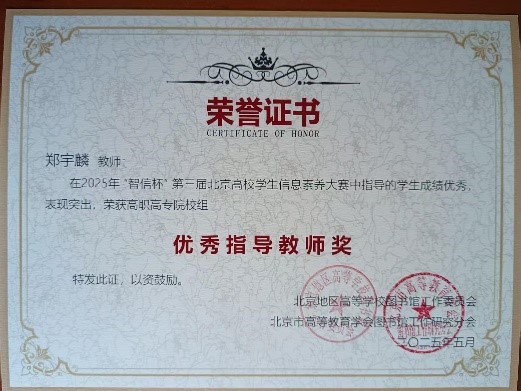 荣誉证书
CERTIFICATE OF HONOR
郑宇麟 教师:
在2025年“智信杯”第三届北京高校学生信息素养大赛中指导的学生成绩优秀，
表现突出，荣获高职高专院校组
优秀指导教师奖
特发此证，以资鼓励。
北京地区高等学校图书馆工作委员会
北京市高等教育学会图书馆工作研究分会
二〇二五年五月